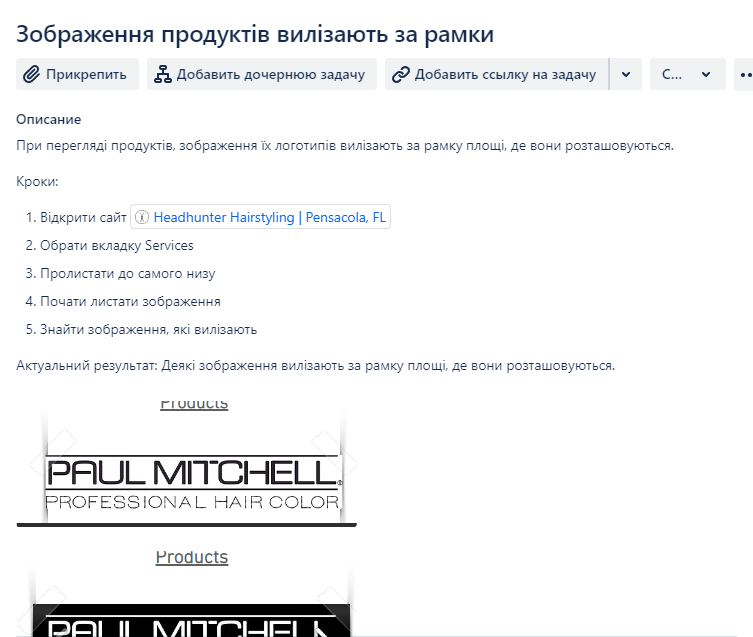 Зображення продуктів вилізають за рамки
Прикрепить
Добавить дочернюю задачу
Добавить ссылку на задачу
С...
Описание
При перегляді продуктів, зображення їх логотипів вилізають за рамку площі, де вони розташовуються.
Кроки:
1. Відкрити сайт Headhunter Hairstyling | Pensacola, FL
2. Обрати вкладку Services
3. Пролистати до самого низу
4. Почати листати зображення
5. Знайти зображення, які вилізають
Актуальний результат: Деякі зображення вилізають за рамку площі, де вони розташовуються.
Products
PAUL MITCHELL®
PROFESSIONAL HAIR COLOR
Products
PAUL MITCHELL